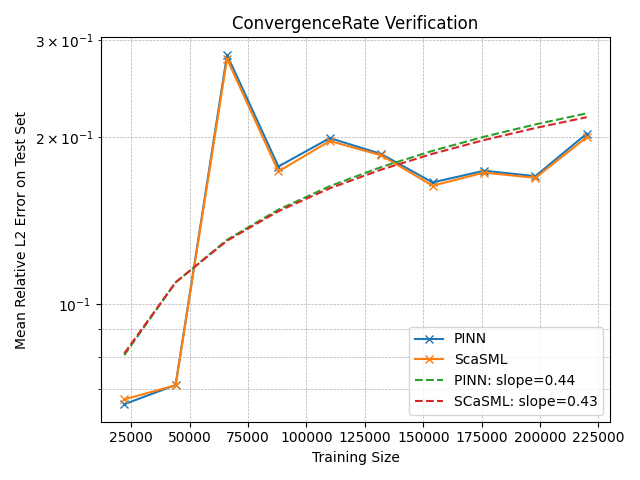 ConvergenceRate Verification
Mean Relative L2 Error on Test Set
3 × 10⁻¹
2 × 10⁻¹
10⁻¹
PINN
ScaSML
PINN: slope=0.44
SCaSML: slope=0.43
25000 50000 75000 100000 125000 150000 175000 200000 225000
Training Size